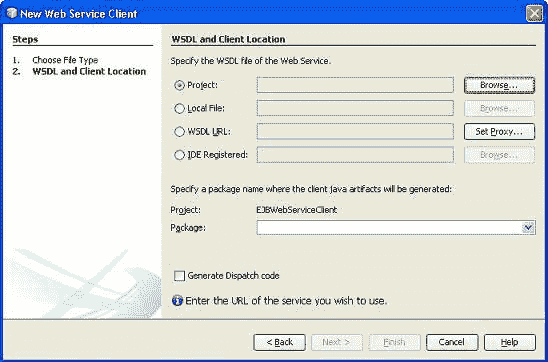 New Web Service Client
Steps
1. Choose File Type
2. WSDL and Client Location
WSDL and Client Location
Specify the WSDL file of the Web Service.
Project: Browse...
Local File: Browse...
WSDL URL: Set Proxy...
IDE Registered: Browse...
Specify a package name where the client java artifacts will be generated:
Project: EJBWebServiceClient
Package:
Generate Dispatch code
Enter the URL of the service you wish to use.
< Back Next > Finish Cancel Help